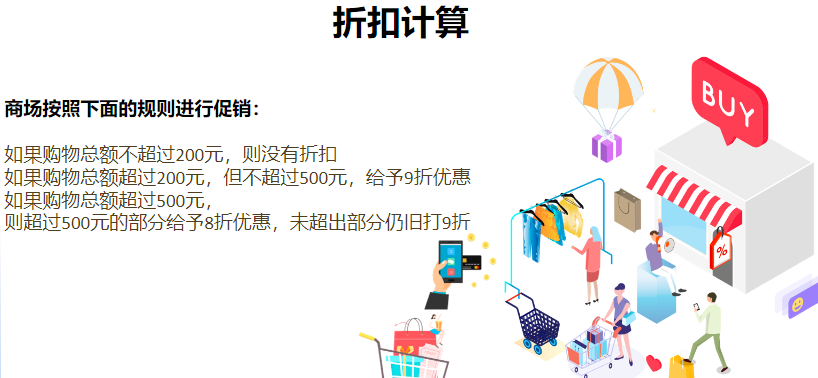 折扣计算
BUY
商场按照下面的规则进行促销：
如果购物总额不超过200元，则没有折扣
如果购物总额超过200元，但不超过500元，给予9折优惠
如果购物总额超过500元，
则超过500元的部分给予8折优惠，未超出部分仍旧打9折
%